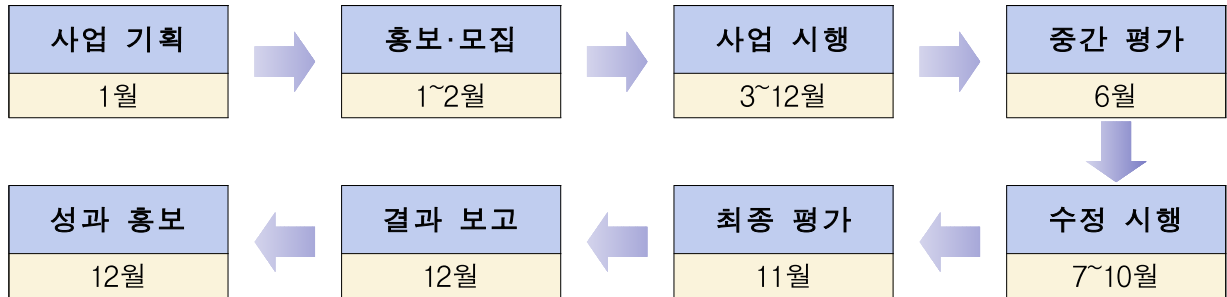 사업 기획
1월
홍보·모집
1~2월
사업 시행
3~12월
중간 평가
6월
수정 시행
7~10월
최종 평가
11월
결과 보고
12월
성과 홍보
12월